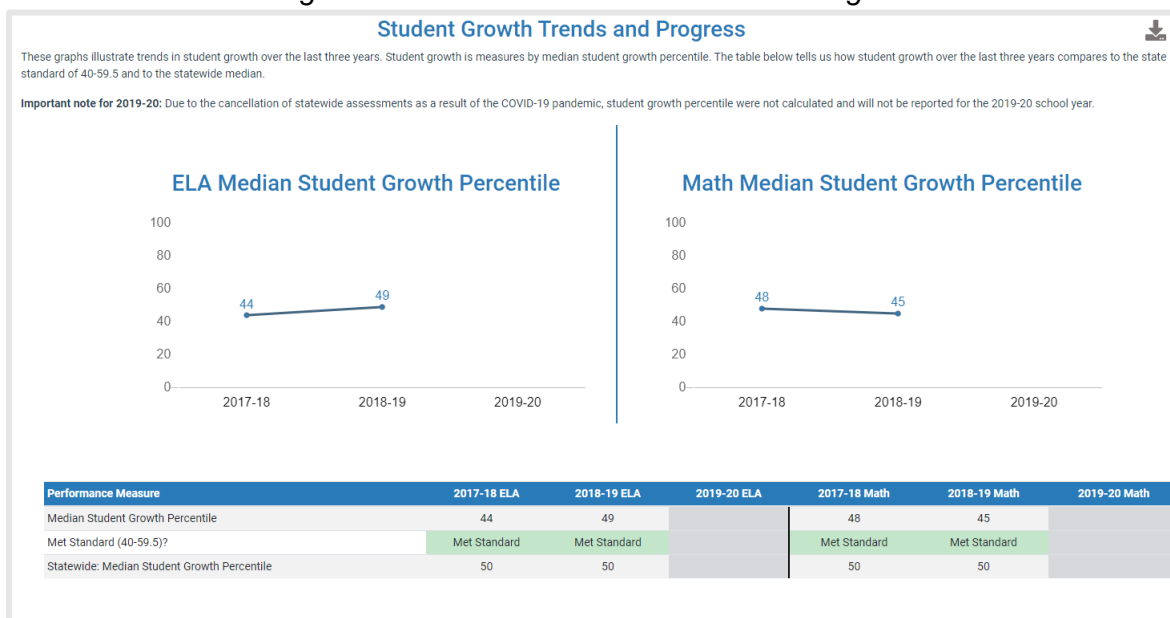 Student Growth Trends and Progress
These graphs illustrate trends in student growth over the last three years. Student growth is measures by median student growth percentile. The table below tells us how student growth over the last three years compares to the state
standard of 40-59.5 and to the statewide median.
Important note for 2019-20: Due to the cancellation of statewide assessments as a result of the COVID-19 pandemic, student growth percentile were not calculated and will not be reported for the 2019-20 school year.
ELA Median Student Growth Percentile
100
80
60
40
20
0
44
49
2017-18 2018-19 2019-20
Math Median Student Growth Percentile
100
80
60
40
20
0
48
45
2017-18 2018-19 2019-20
Performance Measure 2017-18 ELA 2018-19 ELA 2019-20 ELA 2017-18 Math 2018-19 Math 2019-20 Math
Median Student Growth Percentile 44 49 48 45
Met Standard (40-59.5)? Met Standard Met Standard Met Standard Met Standard
Statewide: Median Student Growth Percentile 50 50 50 50